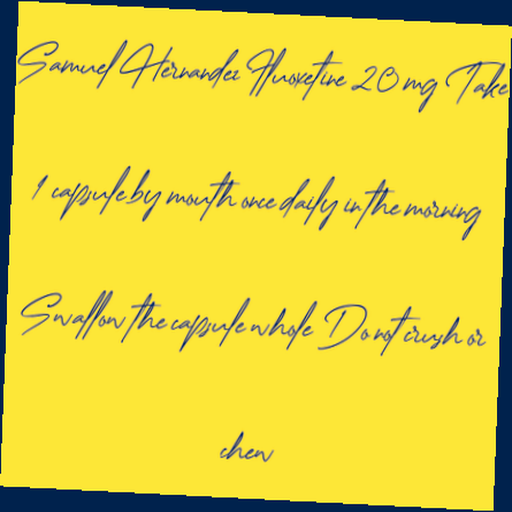 Samuel Hernandez Fluoxetine 20 mg Take
1 capsule by mouth once daily in the morning
Swallow the capsule whole Do not crush or
chew